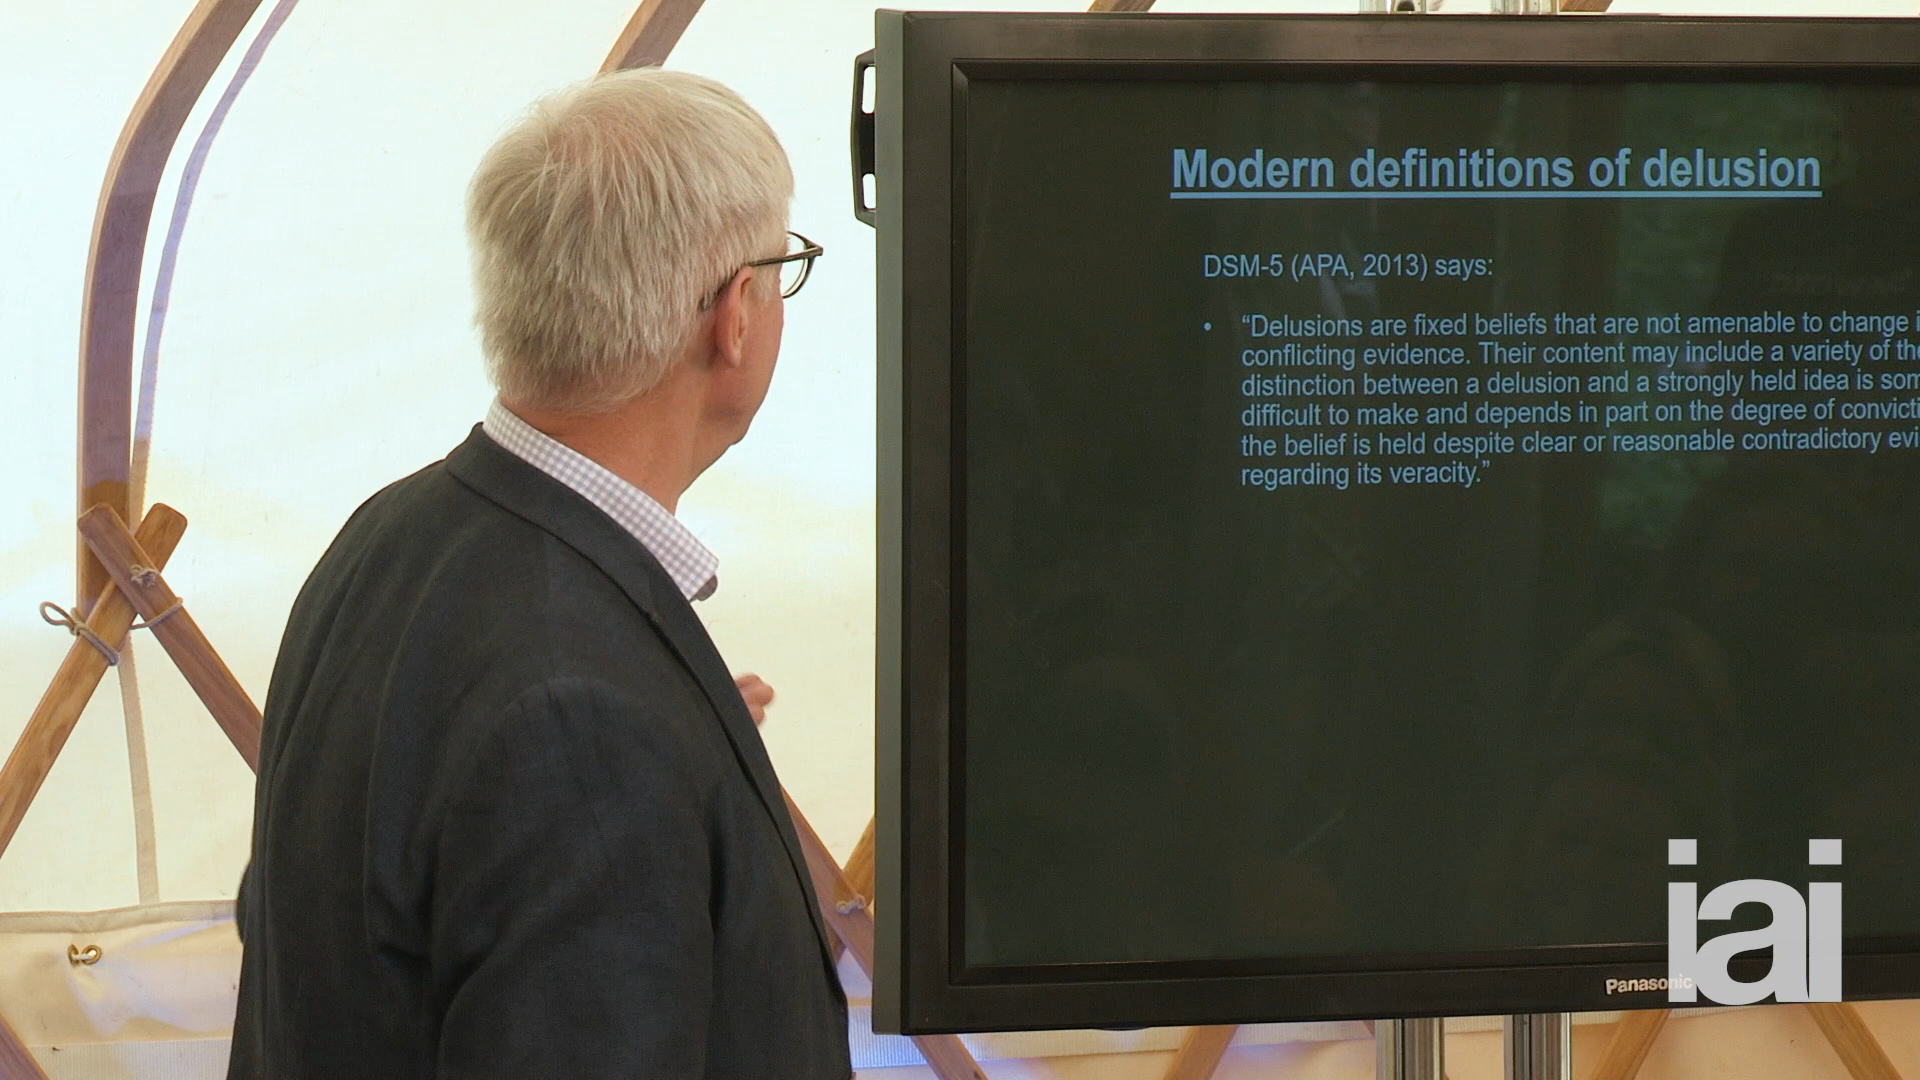 Modern definitions of delusion
DSM-5 (APA, 2013) says:
• “Delusions are fixed beliefs that are not amenable to change
conflicting evidence. Their content may include a variety of
distinction between a delusion and a strongly held idea is
difficult to make and depends in part on the degree of
the belief is held despite clear or reasonable contradictory
regarding its veracity.”
Panasonic
iai